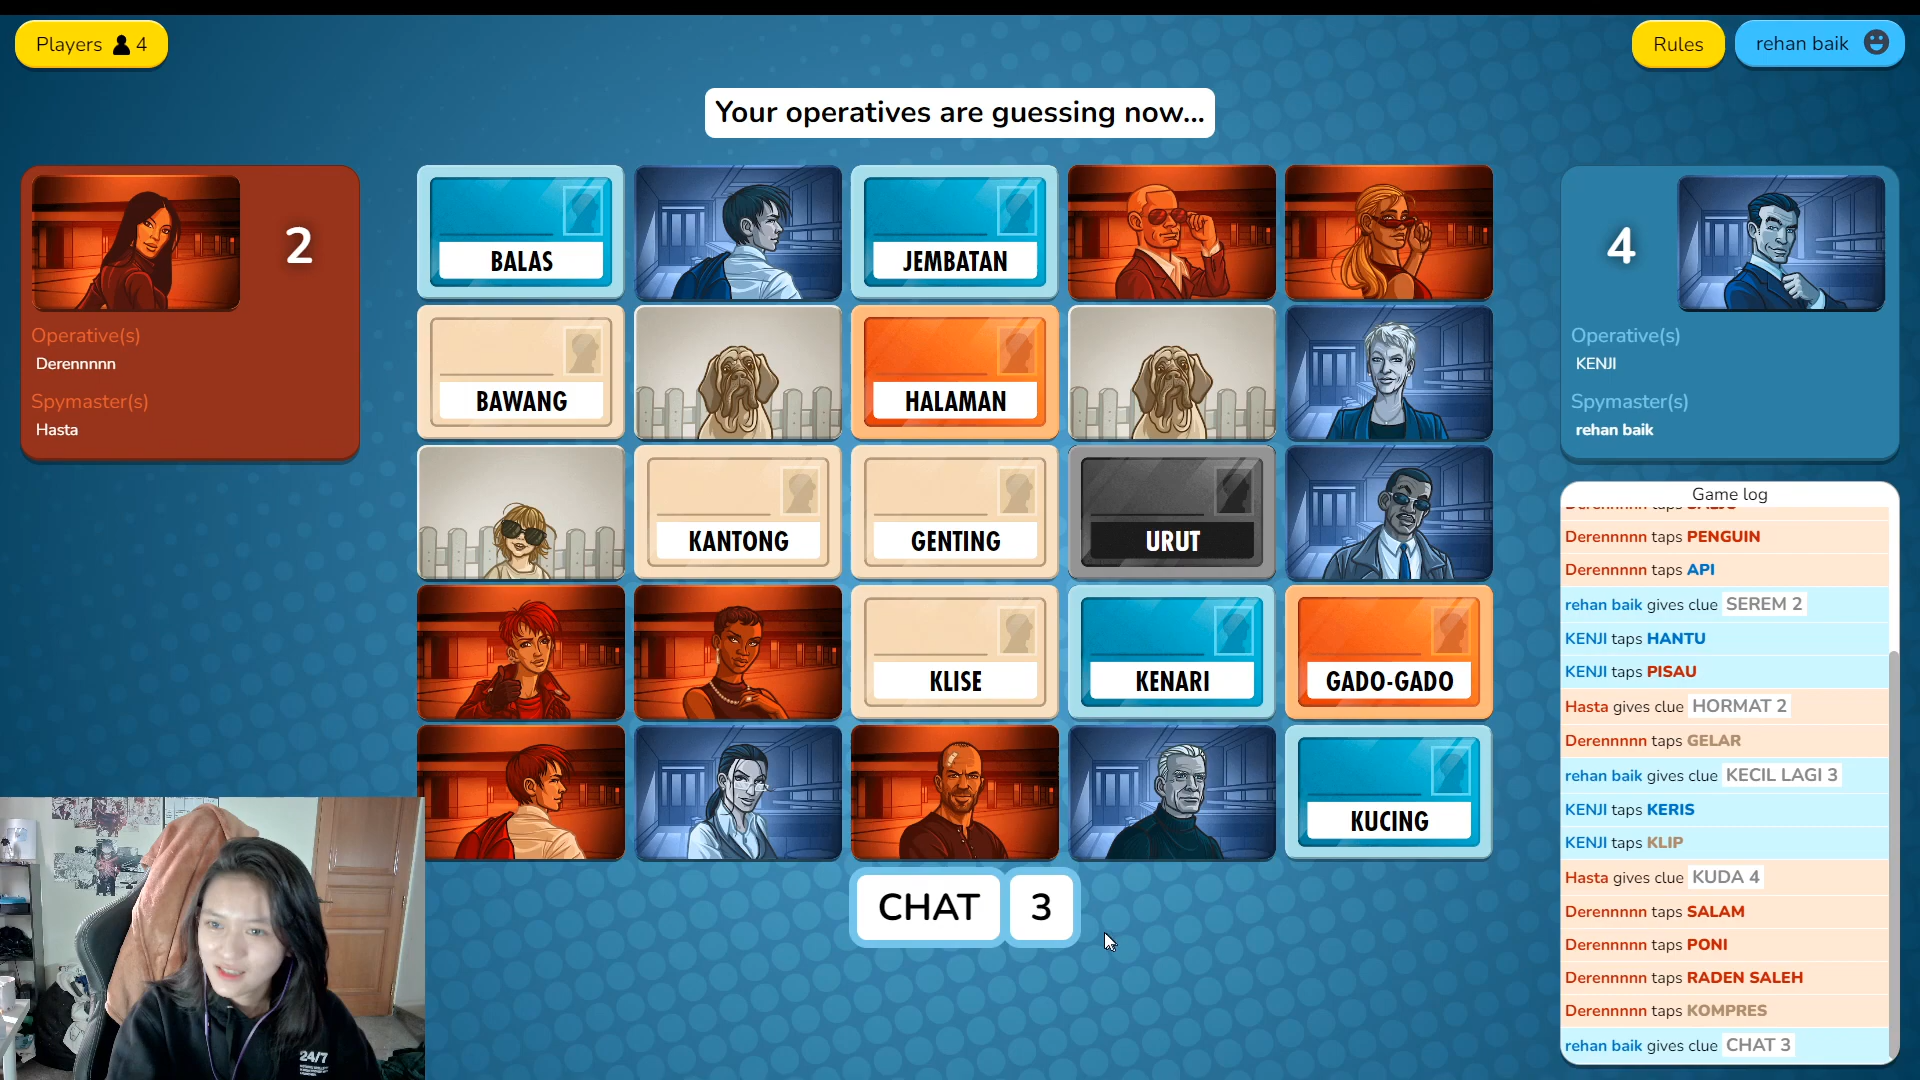 Players 4
Rules
rehan baik
Your operatives are guessing now...
2
Operative(s)
Derennnnn
Spymaster(s)
Hasta
BALAS
JEMBATAN
BAWANG
HALAMAN
KANTONG
GENTING
URUT
KLISE
KENARI
GADO-GADO
KUCING
CHAT 3
4
Operative(s)
KENJI
Spymaster(s)
rehan baik
Game log
Derennnnn taps PENGUIN
Derennnnn taps API
rehan baik gives clue SEREM 2
KENJI taps HANTU
KENJI taps PISAU
Hasta gives clue HORMAT 2
Derennnnn taps GELAR
rehan baik gives clue KECIL LAGI 3
KENJI taps KERIS
KENJI taps KLIP
Hasta gives clue KUDA 4
Derennnnn taps SALAM
Derennnnn taps PONI
Derennnnn taps RADEN SALEH
Derennnnn taps KOMPRES
rehan baik gives clue CHAT 3
24/7